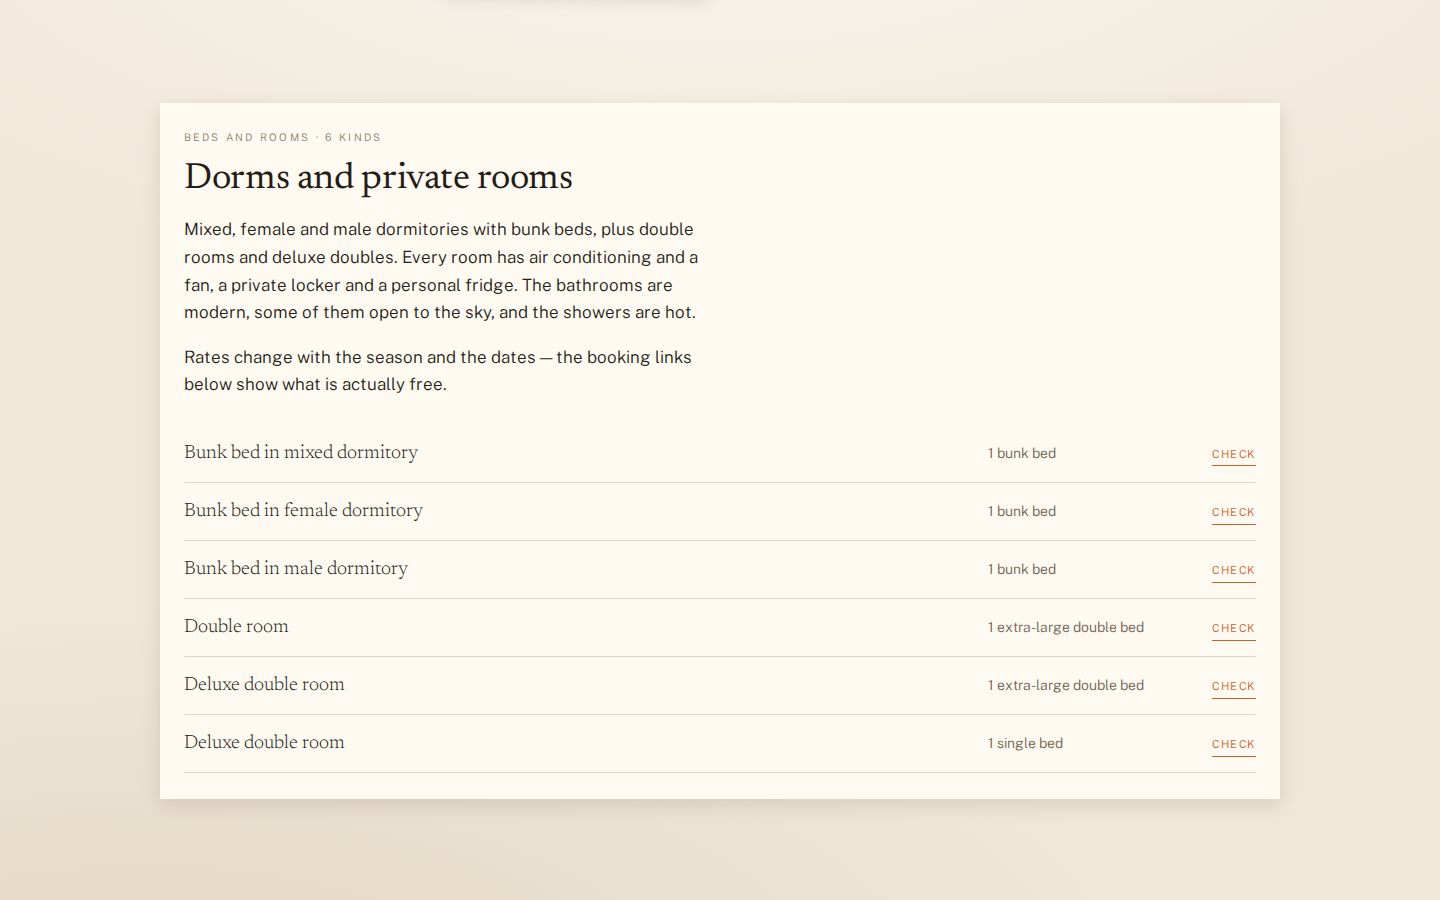 BEDS AND ROOMS · 6 KINDS
Dorms and private rooms
Mixed, female and male dormitories with bunk beds, plus double
rooms and deluxe doubles. Every room has air conditioning and a
fan, a private locker and a personal fridge. The bathrooms are
modern, some of them open to the sky, and the showers are hot.
Rates change with the season and the dates — the booking links
below show what is actually free.
Bunk bed in mixed dormitory 1 bunk bed CHECK
Bunk bed in female dormitory 1 bunk bed CHECK
Bunk bed in male dormitory 1 bunk bed CHECK
Double room 1 extra-large double bed CHECK
Deluxe double room 1 extra-large double bed CHECK
Deluxe double room 1 single bed CHECK